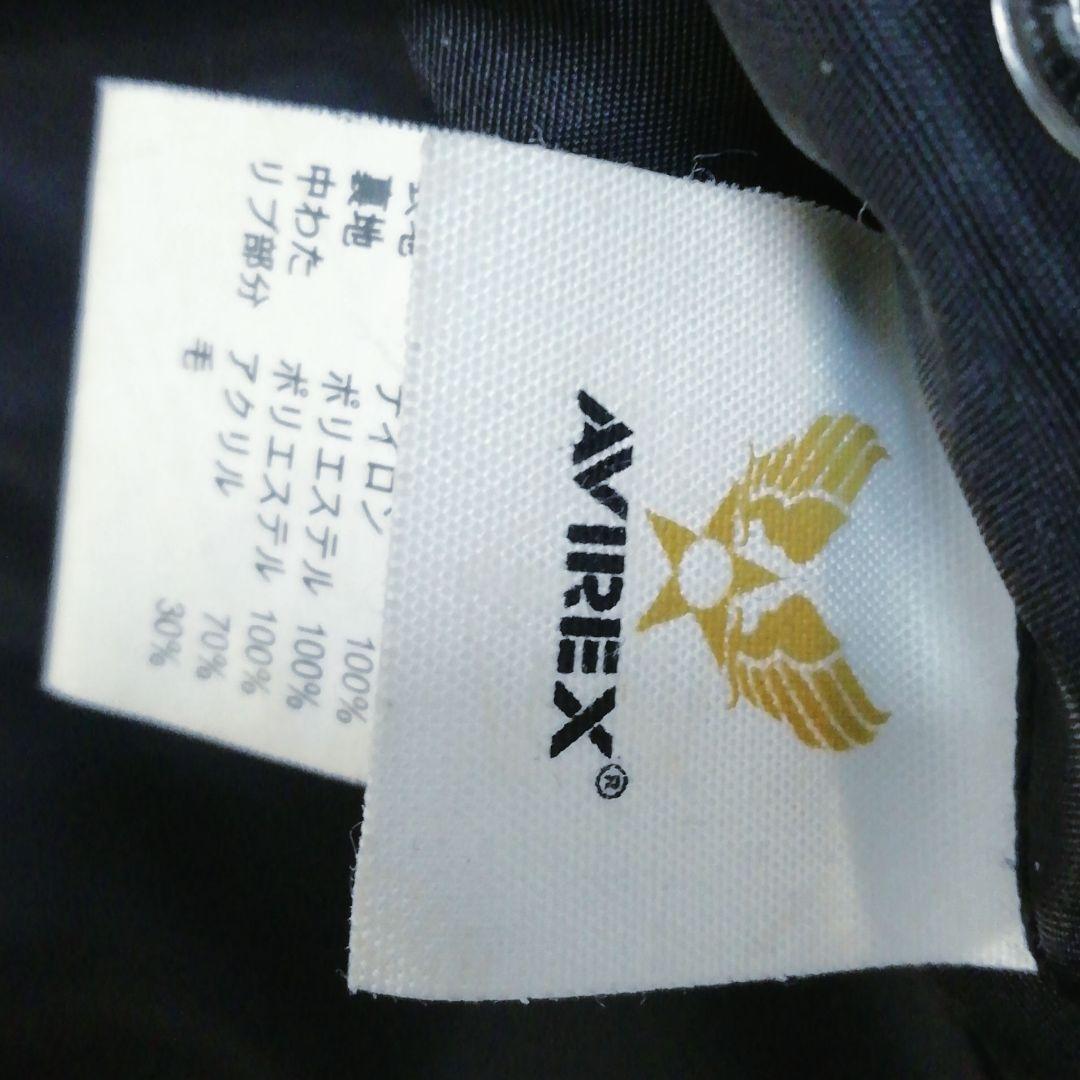 AVIREX®
ナイロン 100%
裏地 ポリエステル 100%
中わた ポリエステル 100%
リブ部分 アクリル 70%
毛 30%